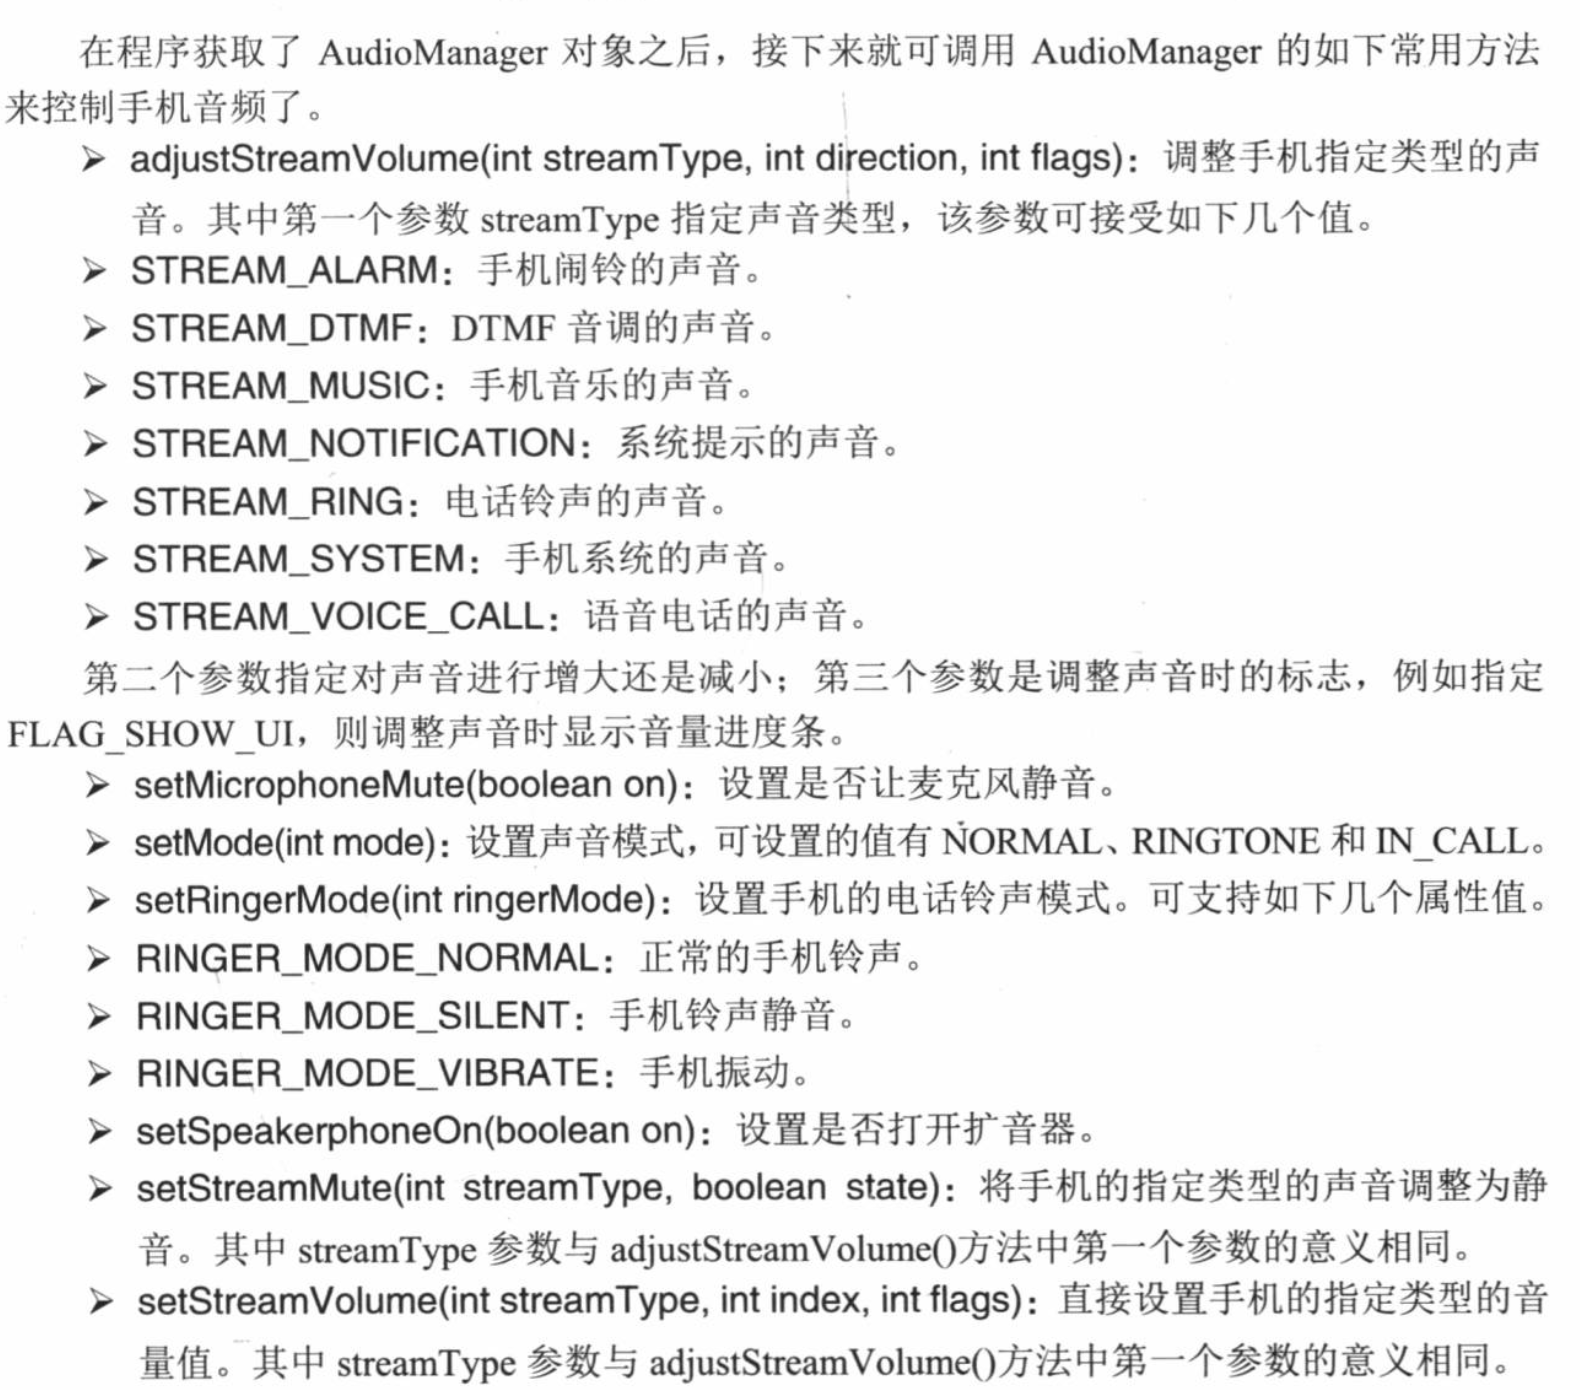 在程序获取了 AudioManager 对象之后，接下来就可调用 AudioManager 的如下常用方法
来控制手机音频了。
➢ adjustStreamVolume(int streamType, int direction, int flags)：调整手机指定类型的声
音。其中第一个参数 streamType 指定声音类型，该参数可接受如下几个值。
➢ STREAM_ALARM：手机闹铃的声音。
➢ STREAM_DTMF：DTMF 音调的声音。
➢ STREAM_MUSIC：手机音乐的声音。
➢ STREAM_NOTIFICATION：系统提示的声音。
➢ STREAM_RING：电话铃声的声音。
➢ STREAM_SYSTEM：手机系统的声音。
➢ STREAM_VOICE_CALL：语音电话的声音。
第二个参数指定对声音进行增大还是减小；第三个参数是调整声音时的标志，例如指定
FLAG_SHOW_UI，则调整声音时显示音量进度条。
➢ setMicrophoneMute(boolean on)：设置是否让麦克风静音。
➢ setMode(int mode)：设置声音模式，可设置的值有 NORMAL、RINGTONE 和 IN_CALL。
➢ setRingerMode(int ringerMode)：设置手机的电话铃声模式。可支持如下几个属性值。
➢ RINGER_MODE_NORMAL：正常的手机铃声。
➢ RINGER_MODE_SILENT：手机铃声静音。
➢ RINGER_MODE_VIBRATE：手机振动。
➢ setSpeakerphoneOn(boolean on)：设置是否打开扩音器。
➢ setStreamMute(int streamType, boolean state)：将手机的指定类型的声音调整为静
音。其中 streamType 参数与 adjustStreamVolume()方法中第一个参数的意义相同。
➢ setStreamVolume(int streamType, int index, int flags)：直接设置手机的指定类型的音
量值。其中 streamType 参数与 adjustStreamVolume()方法中第一个参数的意义相同。